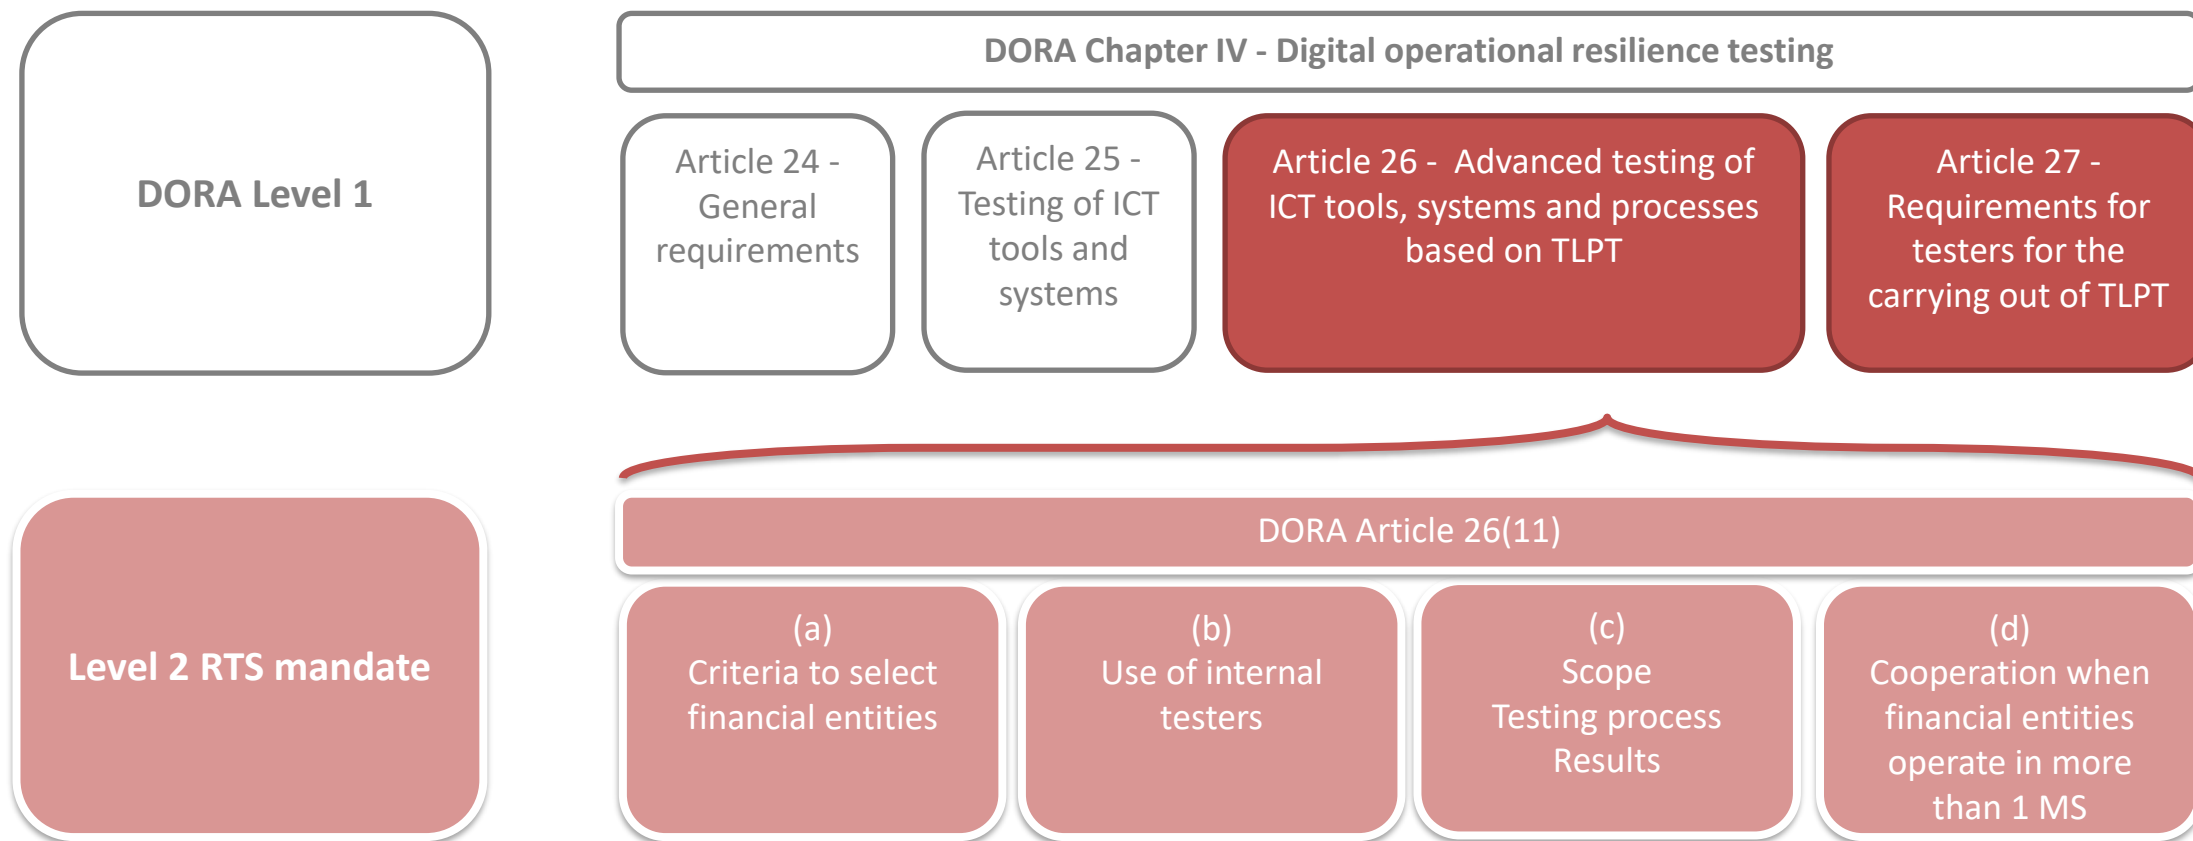 DORA Level 1
DORA Chapter IV - Digital operational resilience testing
Article 24 -
General
requirements
Article 25 -
Testing of ICT
tools and
systems
Article 26 - Advanced testing of
ICT tools, systems and processes
based on TLPT
Article 27 -
Requirements for
testers for the
carrying out of TLPT
Level 2 RTS mandate
DORA Article 26(11)
(a)
Criteria to select
financial entities
(b)
Use of internal
testers
(c)
Scope
Testing process
Results
(d)
Cooperation when
financial entities
operate in more
than 1 MS